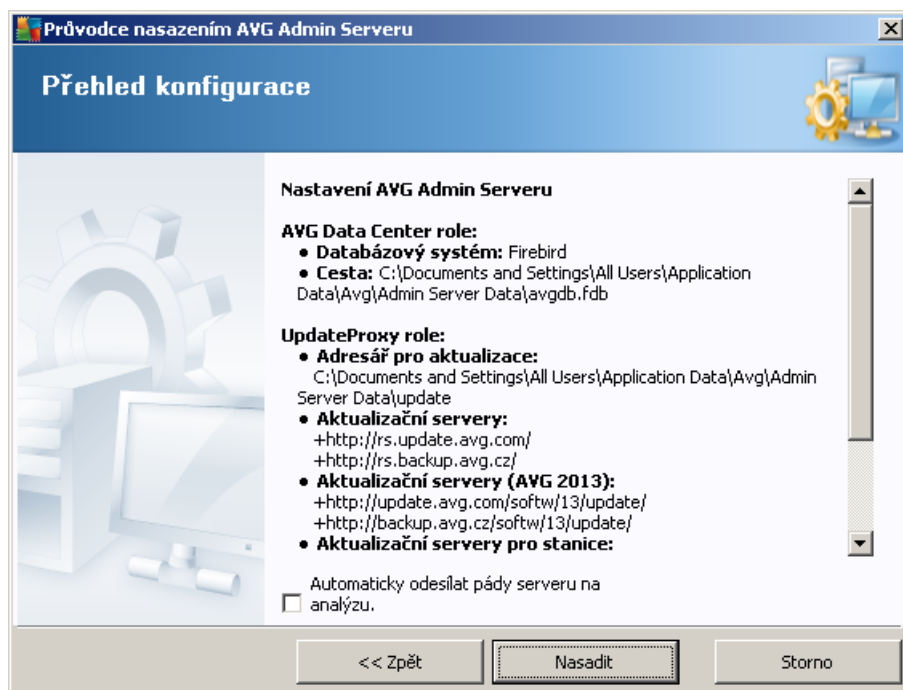 Průvodce nasazením AVG Admin Serveru
Přehled konfigurace
Nastavení AVG Admin Serveru
AVG Data Center role:
● Databázový systém: Firebird
● Cesta: C:\Documents and Settings\All Users\Application
Data\Avg\Admin Server Data\avgdb.fdb
UpdateProxy role:
● Adresář pro aktualizace:
C:\Documents and Settings\All Users\Application Data\Avg\Admin
Server Data\update
● Aktualizační servery:
+http://rs.update.avg.com/
+http://rs.backup.avg.cz/
● Aktualizační servery (AVG 2013):
+http://update.avg.com/softw/13/update/
+http://backup.avg.cz/softw/13/update/
● Aktualizační servery pro stanice:
Automaticky odesílat pády serveru na
analýzu.
<< Zpět
Nasadit
Storno